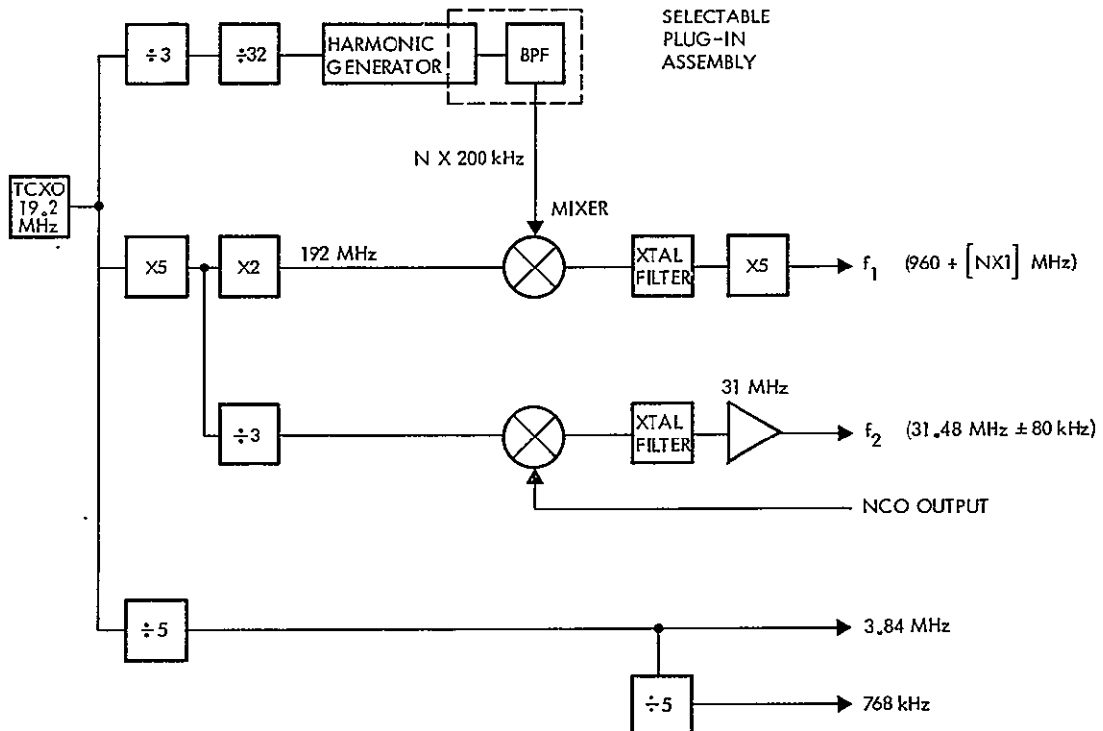 SELECTABLE
PLUG-IN
ASSEMBLY
÷3
÷32
HARMONIC
GENERATOR
BPF
N X 200 kHz
TCXO
19.2
MHz
MIXER
X5
X2
192 MHz
XTAL
FILTER
X5
f1 (960 + [NX1] MHz)
31 MHz
÷3
XTAL
FILTER
f2 (31.48 MHz ± 80 kHz)
NCO OUTPUT
÷5
3.84 MHz
÷5
768 kHz